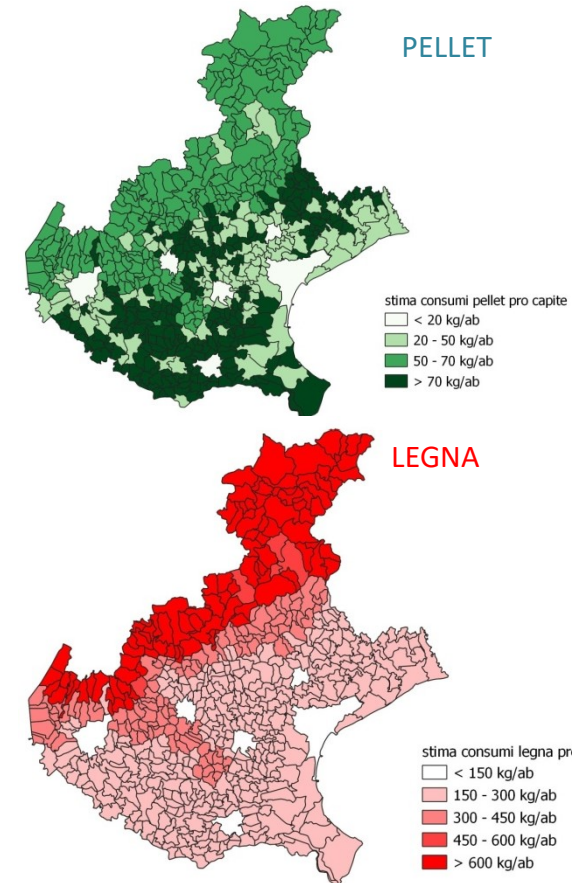 PELLET
stima consumi pellet pro capite
< 20 kg/ab
20 - 50 kg/ab
50 - 70 kg/ab
> 70 kg/ab
LEGNA
stima consumi legna pro
< 150 kg/ab
150 - 300 kg/ab
300 - 450 kg/ab
450 - 600 kg/ab
> 600 kg/ab